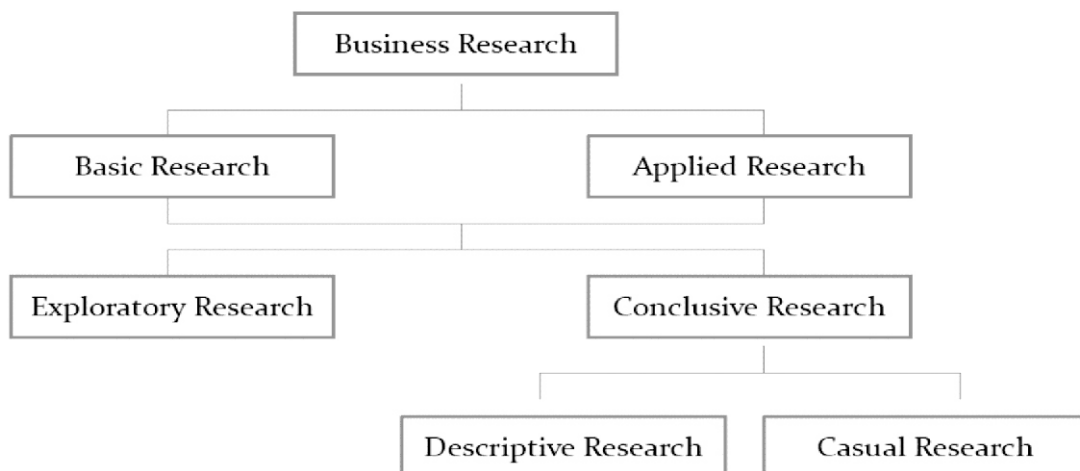 Business Research
Basic Research
Applied Research
Exploratory Research
Conclusive Research
Descriptive Research
Casual Research